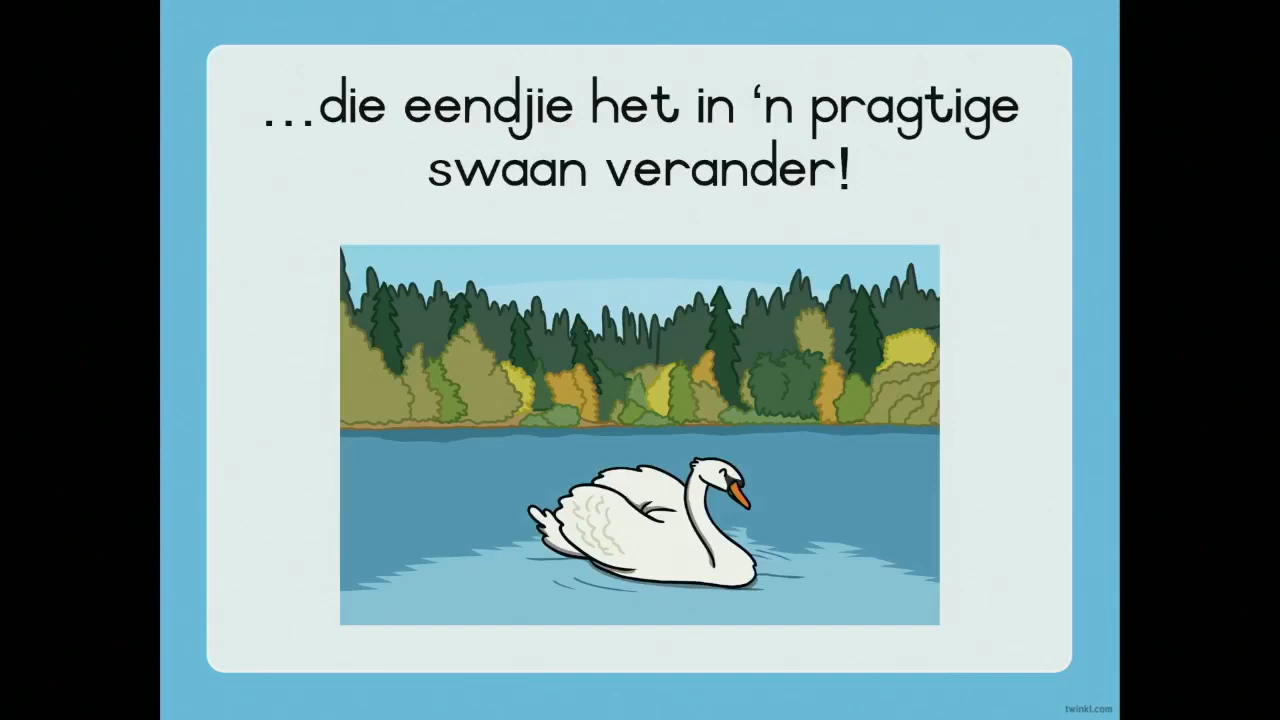 ...die eendjie het in ‘n pragtige
swaan verander!
twinkl.com